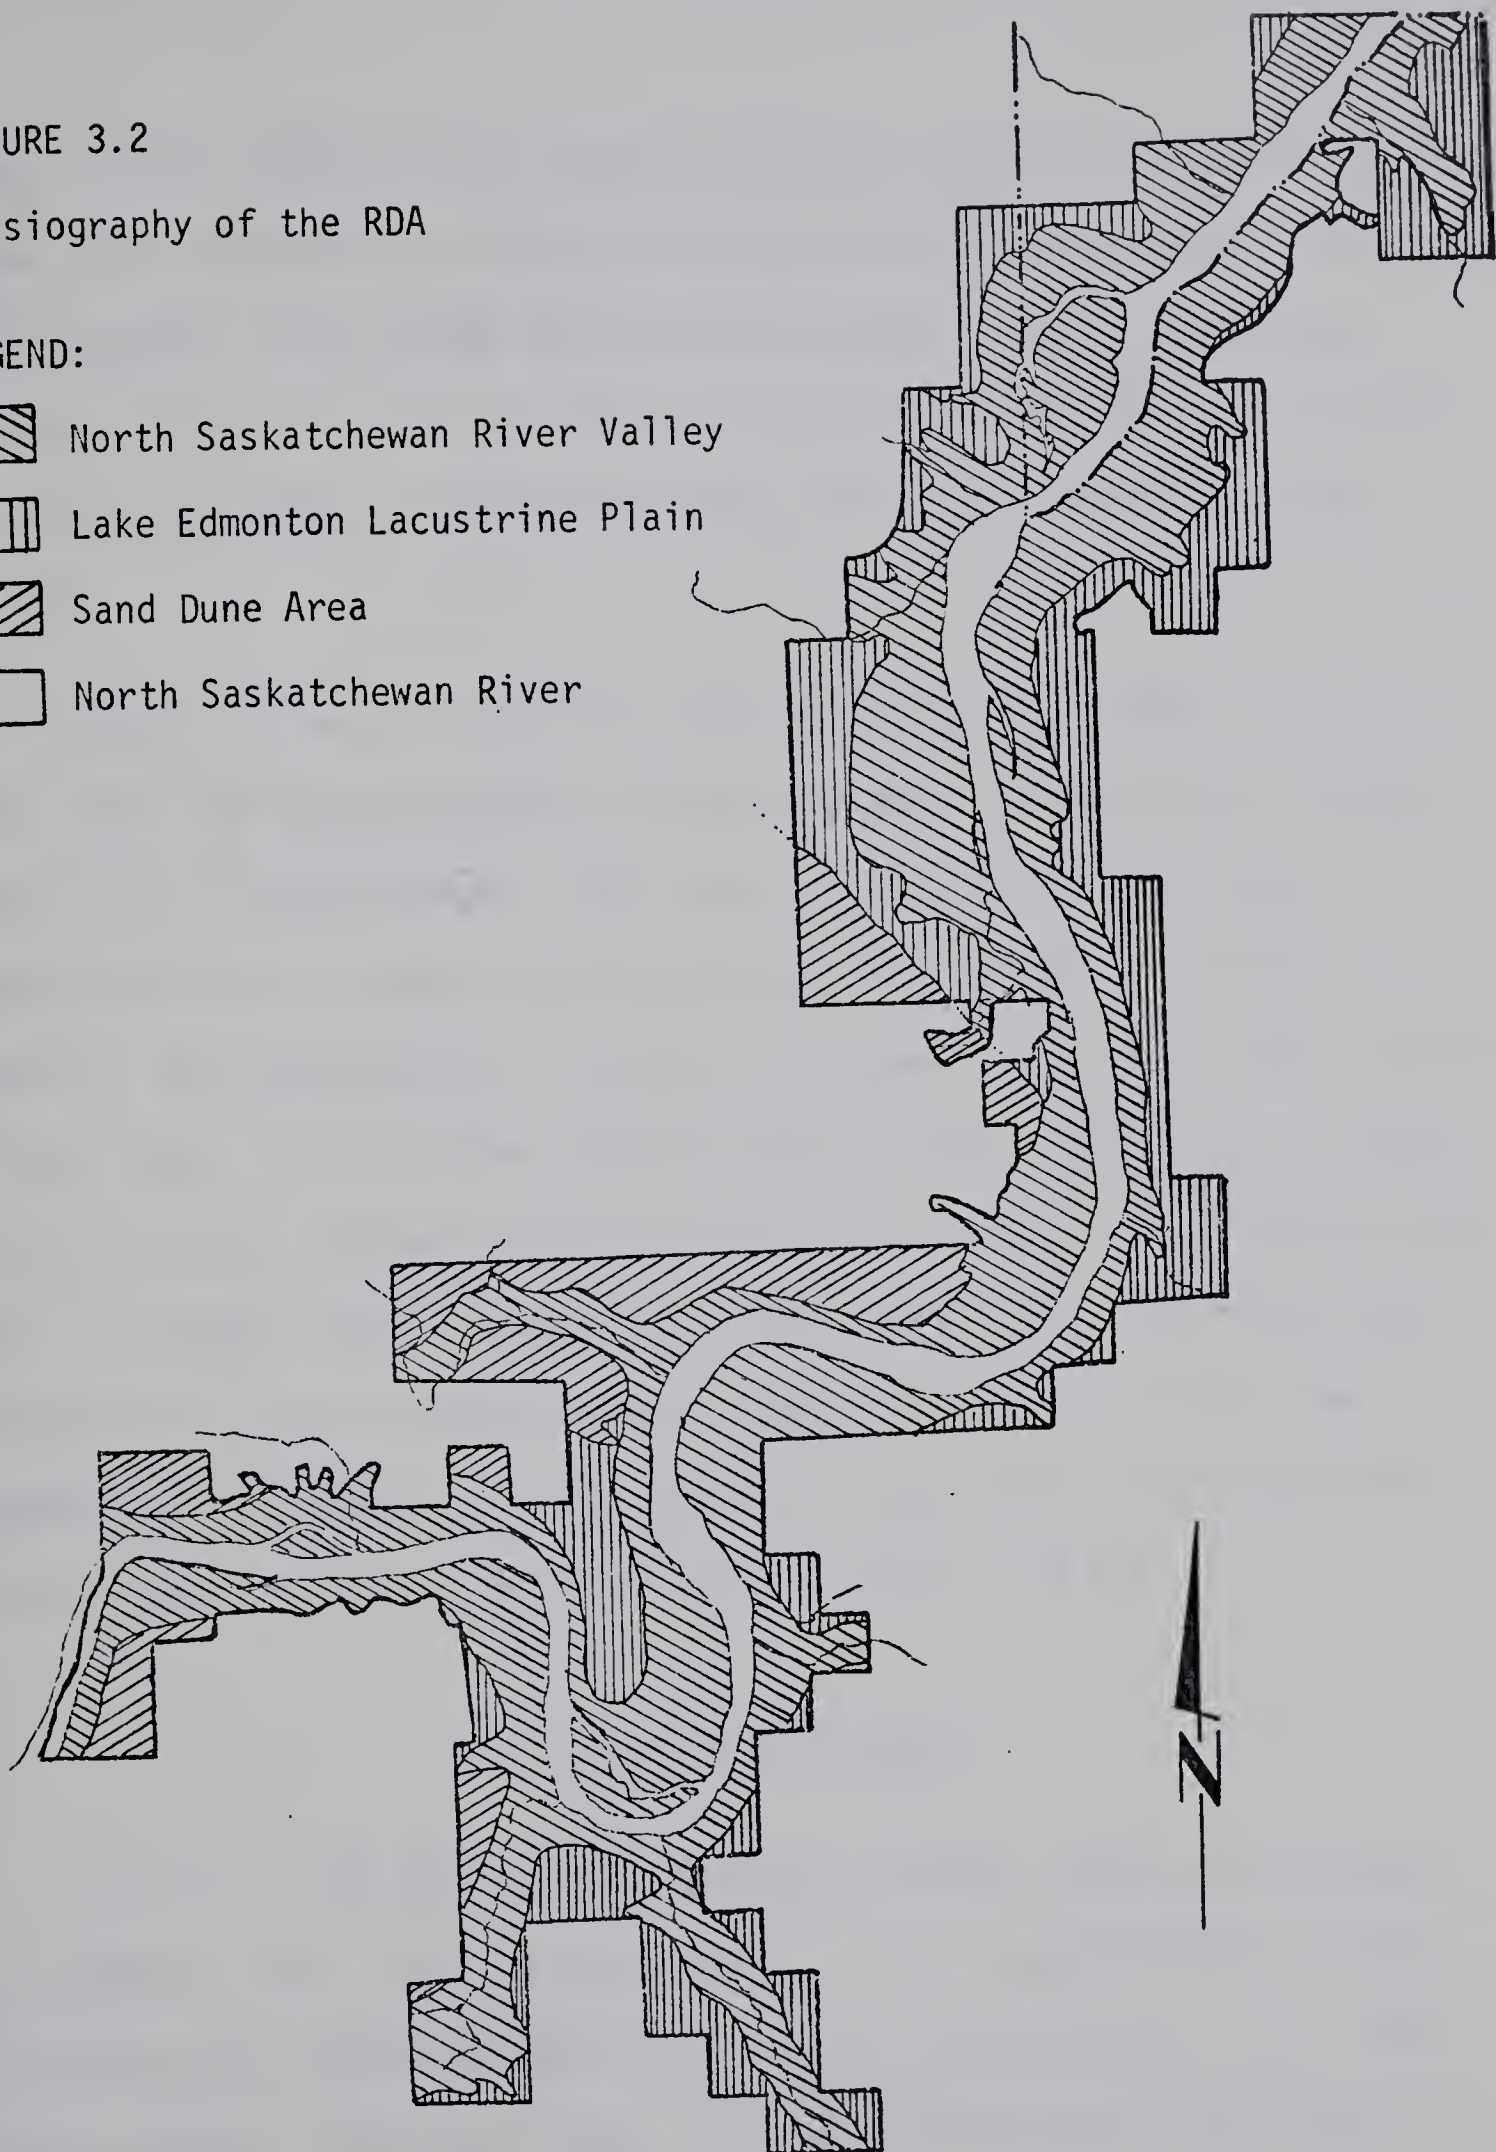 URE 3.2
siography of the RDA
END:
North Saskatchewan River Valley
Lake Edmonton Lacustrine Plain
Sand Dune Area
North Saskatchewan River
N